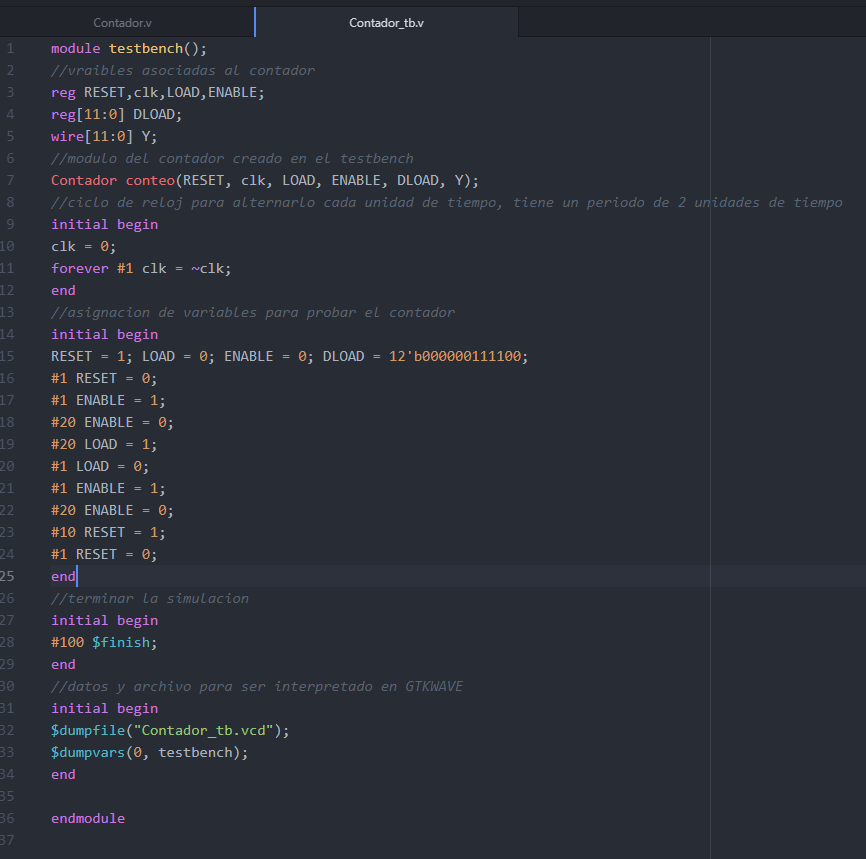 Contador.v
Contador_tb.v
1 module testbench();
2 //vraibles asociadas al contador
3 reg RESET,clk,LOAD,ENABLE;
4 reg[11:0] DLOAD;
5 wire[11:0] Y;
6 //modulo del contador creado en el testbench
7 Contador conteo(RESET, clk, LOAD, ENABLE, DLOAD, Y);
8 //ciclo de reloj para alternarlo cada unidad de tiempo, tiene un periodo de 2 unidades de tiempo
9 initial begin
10 clk = 0;
11 forever #1 clk = ~clk;
12 end
13 //asignacion de variables para probar el contador
14 initial begin
15 RESET = 1; LOAD = 0; ENABLE = 0; DLOAD = 12'b000000111100;
16 #1 RESET = 0;
17 #1 ENABLE = 1;
18 #20 ENABLE = 0;
19 #20 LOAD = 1;
20 #1 LOAD = 0;
21 #1 ENABLE = 1;
22 #20 ENABLE = 0;
23 #10 RESET = 1;
24 #1 RESET = 0;
25 end
26 //terminar la simulacion
27 initial begin
28 #100 $finish;
29 end
30 //datos y archivo para ser interpretado en GTKWAVE
31 initial begin
32 $dumpfile("Contador_tb.vcd");
33 $dumpvars(0, testbench);
34 end
35
36 endmodule
37